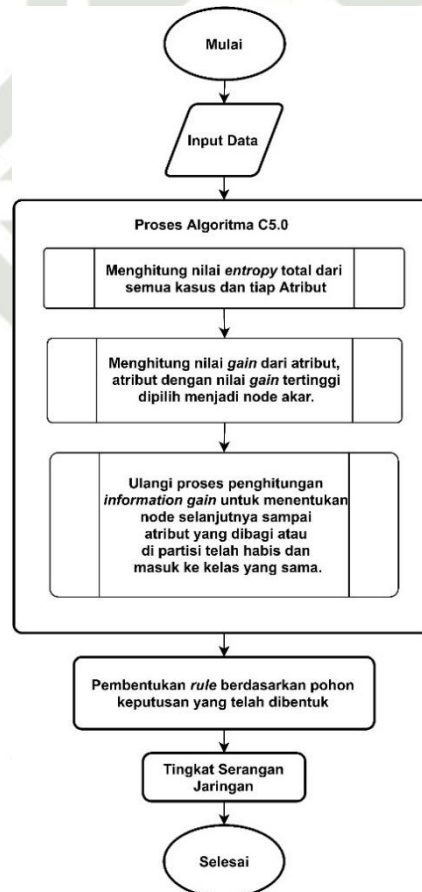 Mulai
Input Data
Proses Algoritma C5.0
Menghitung nilai entropy total dari
semua kasus dan tiap Atribut
Menghitung nilai gain dari atribut,
atribut dengan nilai gain tertinggi
dipilih menjadi node akar.
Ulangi proses penghitungan
information gain untuk menentukan
node selanjutnya sampai
atribut yang dibagi atau
di partisi telah habis dan
masuk ke kelas yang sama.
Pembentukan rule berdasarkan pohon
keputusan yang telah dibentuk
Tingkat Serangan
Jaringan
Selesai